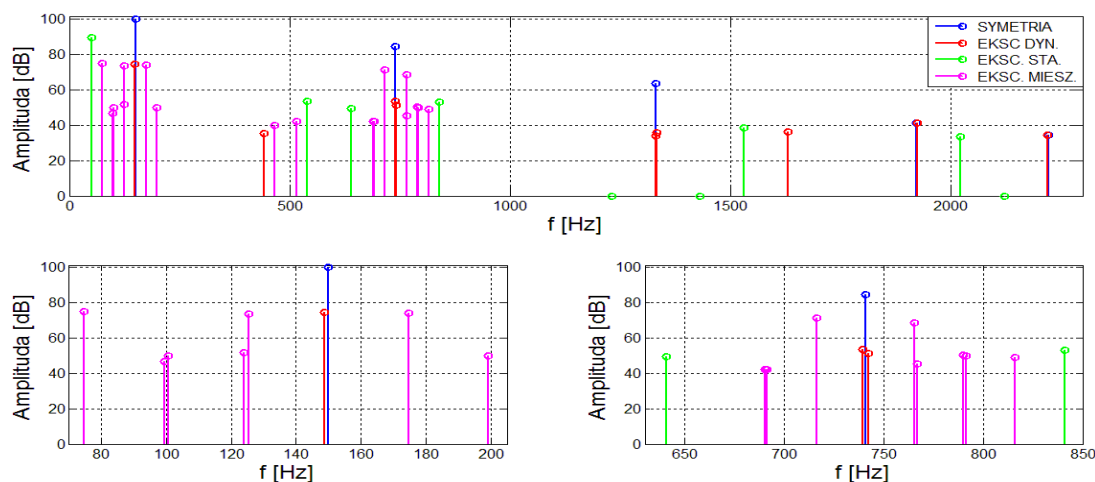 100
80
60
40
20
0
Amplituda [dB]
0 500 1000 1500 2000
f [Hz]
SYMETRIA
EKSC DYN.
EKSC. STA.
EKSC. MIESZ.
100
80
60
40
20
0
Amplituda [dB]
80 100 120 140 160 180 200
f [Hz]
100
80
60
40
20
0
Amplituda [dB]
650 700 750 800 850
f [Hz]